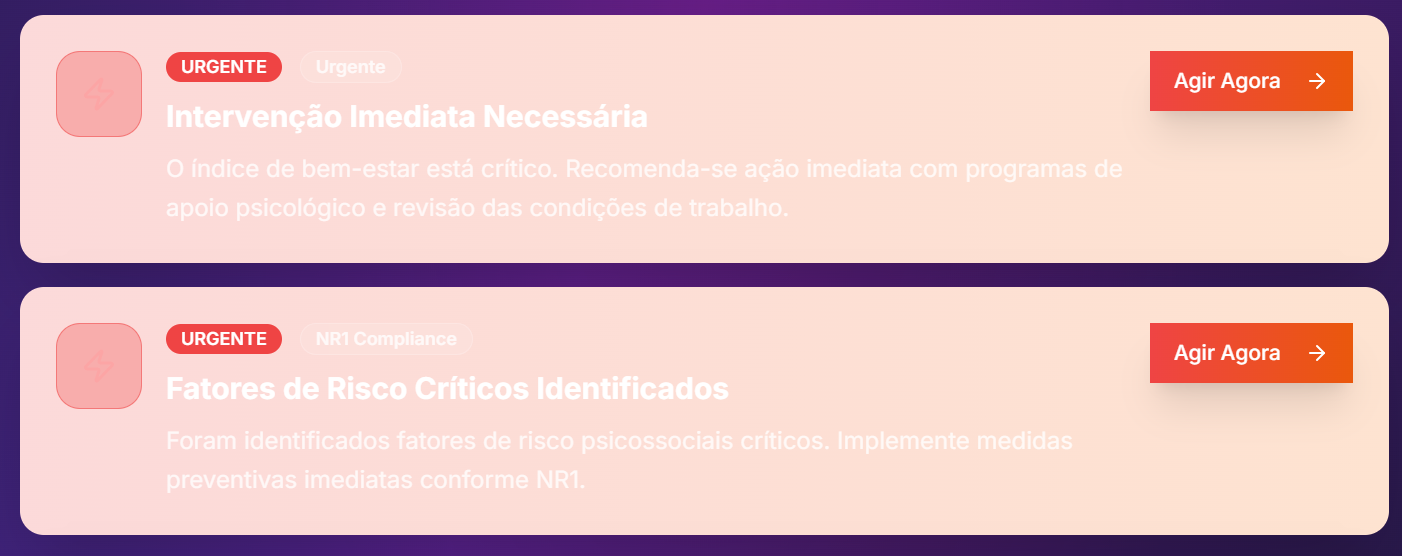 URGENTE Urgente
Intervenção Imediata Necessária
O índice de bem-estar está crítico. Recomenda-se ação imediata com programas de
apoio psicológico e revisão das condições de trabalho.
Agir Agora
URGENTE NR1 Compliance
Fatores de Risco Críticos Identificados
Foram identificados fatores de risco psicossociais críticos. Implemente medidas
preventivas imediatas conforme NR1.
Agir Agora